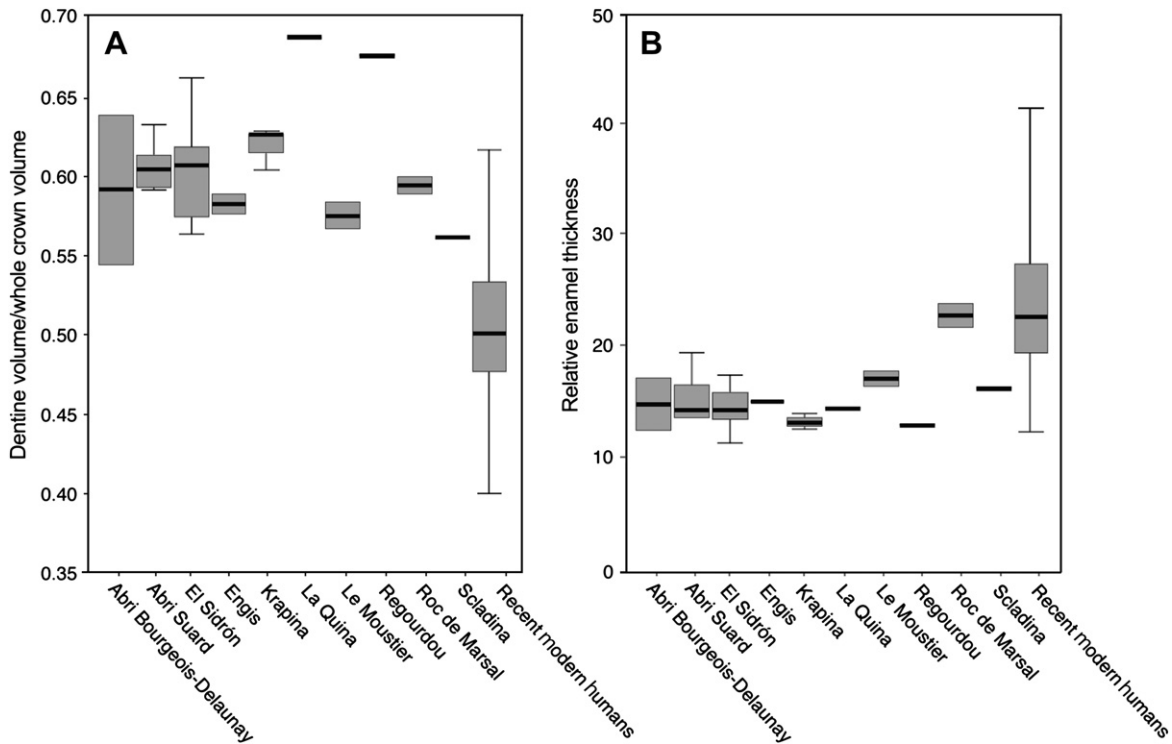 A
Dentine volume/whole crown volume
0.70
0.65
0.60
0.55
0.50
0.45
0.40
0.35
Abri Bourgeois-Delaunay
Abri Suard
El Sidrón
Engis
Krapina
La Quina
Le Moustier
Regourdou
Roc de Marsal
Scladina
Recent modern humans
B
Relative enamel thickness
50
40
30
20
10
0
Abri Bourgeois-Delaunay
Abri Suard
El Sidrón
Engis
Krapina
La Quina
Le Moustier
Regourdou
Roc de Marsal
Scladina
Recent modern humans